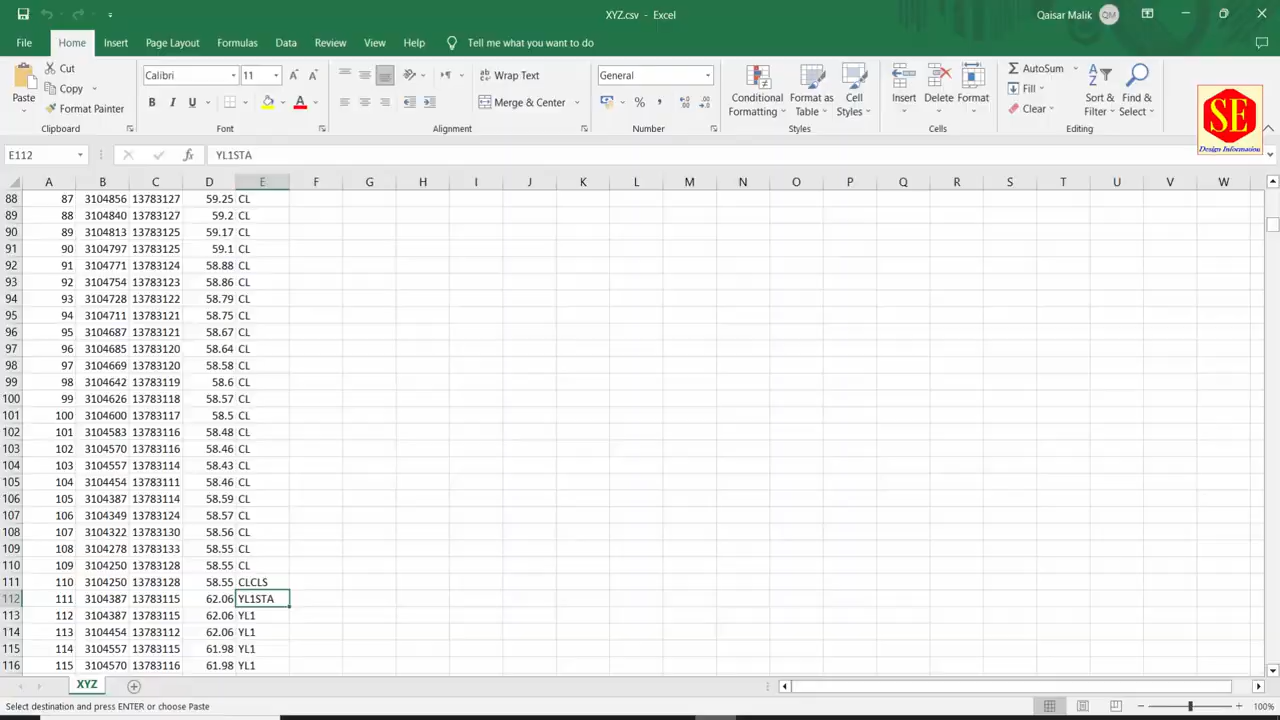 XYZ.csv - Excel
Qaisar Malik QM
File Home Insert Page Layout Formulas Data Review View Help Tell me what you want to do
Cut
Copy
Format Painter
Paste
Calibri 11
B I U
Wrap Text
Merge & Center
General
% ,
Conditional Formatting
Format as Table
Cell Styles
Insert Delete Format
AutoSum
Fill
Clear
Sort & Filter
Find & Select
SE
Design Information
Clipboard Font Alignment Number Styles Cells Editing
E112 fx YL1STA
A B C D E F G H I J K L M N O P Q R S T U V W
88 87 3104856 13783127 59.25 CL
89 88 3104840 13783127 59.2 CL
90 89 3104813 13783125 59.17 CL
91 90 3104797 13783125 59.1 CL
92 91 3104771 13783124 58.88 CL
93 92 3104754 13783123 58.86 CL
94 93 3104728 13783122 58.79 CL
95 94 3104711 13783121 58.75 CL
96 95 3104687 13783121 58.67 CL
97 96 3104685 13783120 58.64 CL
98 97 3104669 13783120 58.58 CL
99 98 3104642 13783119 58.6 CL
100 99 3104626 13783118 58.57 CL
101 100 3104600 13783117 58.5 CL
102 101 3104583 13783116 58.48 CL
103 102 3104570 13783116 58.46 CL
104 103 3104557 13783114 58.43 CL
105 104 3104454 13783111 58.46 CL
106 105 3104387 13783114 58.59 CL
107 106 3104349 13783124 58.57 CL
108 107 3104322 13783130 58.56 CL
109 108 3104278 13783133 58.55 CL
110 109 3104250 13783128 58.55 CL
111 110 3104250 13783128 58.55 CLCLS
112 111 3104387 13783115 62.06 YL1STA
113 112 3104387 13783115 62.06 YL1
114 113 3104454 13783112 62.06 YL1
115 114 3104557 13783115 61.98 YL1
116 115 3104570 13783116 61.98 YL1
XYZ
Select destination and press ENTER or choose Paste
100%